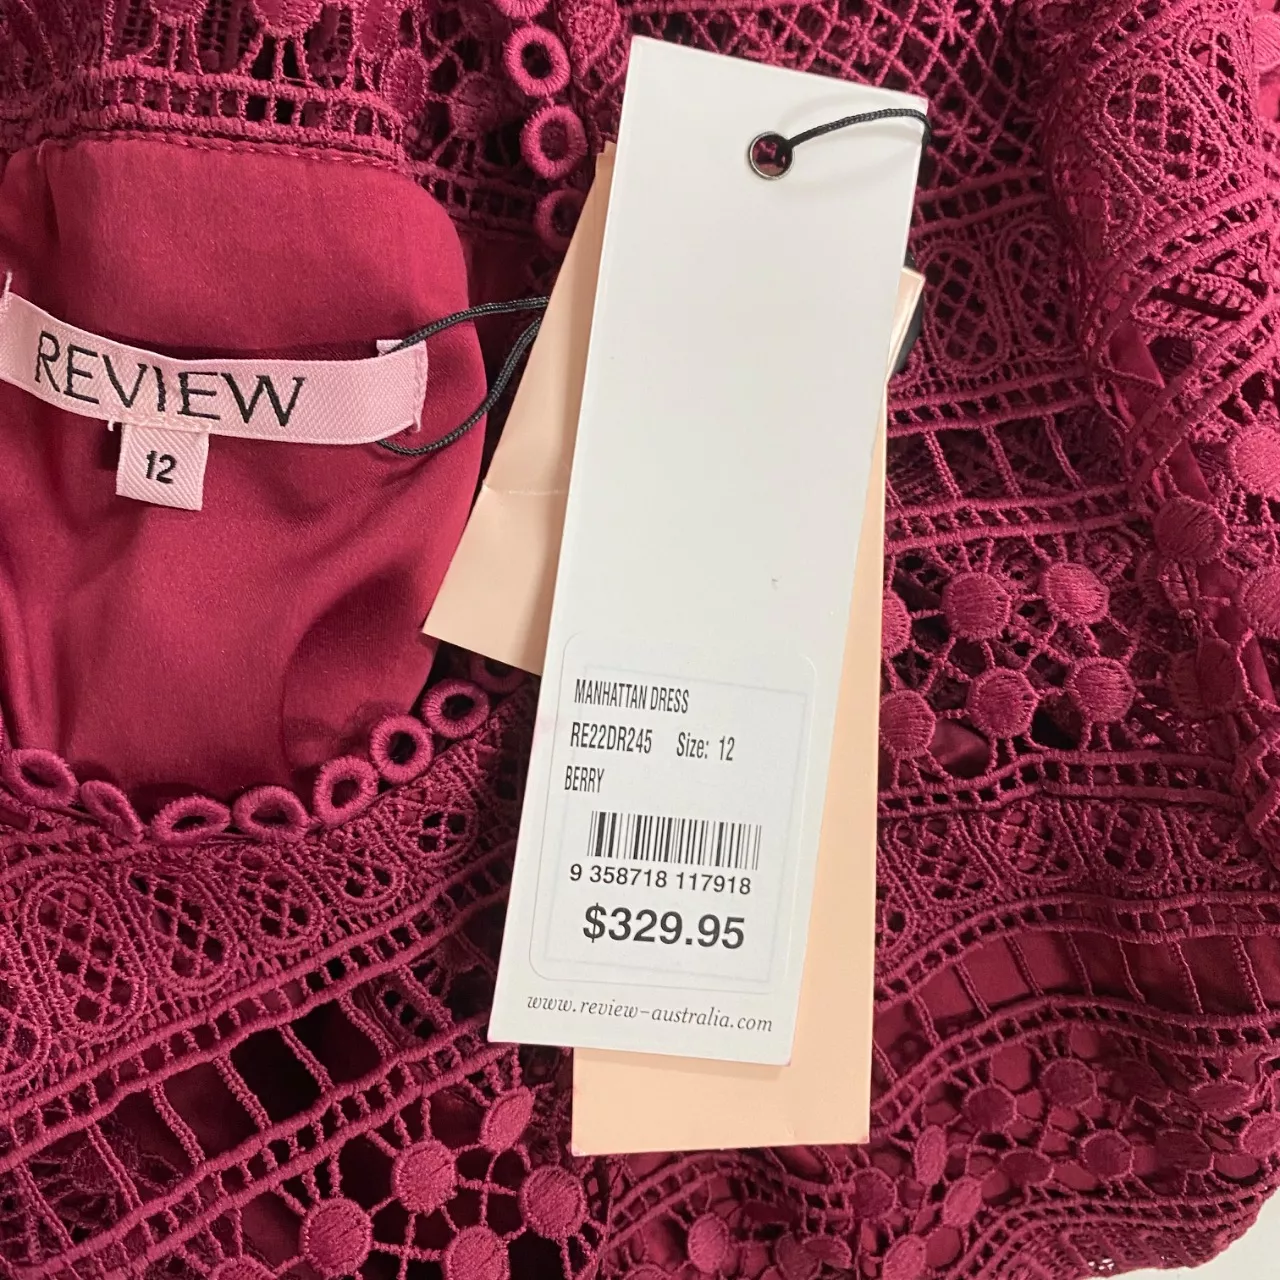 REVIEW
12
MANHATTAN DRESS
RE22DR245 Size: 12
BERRY
9 358718 117918
$329.95
www.review-australia.com